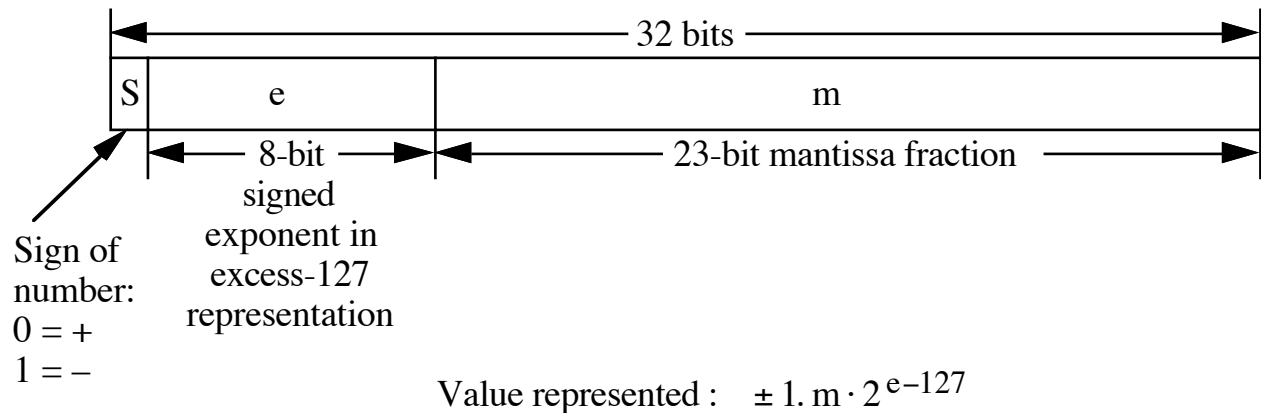 32 bits
S e m
8-bit
signed
exponent in
excess-127
representation
23-bit mantissa fraction
Sign of
number:
0 = +
1 = –
Value represented : ± 1. m · 2^{e–127}